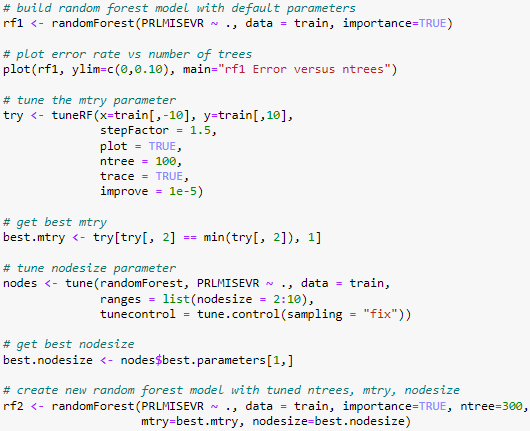 # build random forest model with default parameters
rf1 <- randomForest(PRLMISEVR ~ ., data = train, importance=TRUE)

# plot error rate vs number of trees
plot(rf1, ylim=c(0,0.10), main="rf1 Error versus ntrees")

# tune the mtry parameter
try <- tuneRF(x=train[,-10], y=train[,10],
              stepFactor = 1.5,
              plot = TRUE,
              ntree = 100,
              trace = TRUE,
              improve = 1e-5)

# get best mtry
best.mtry <- try[try[, 2] == min(try[, 2]), 1]

# tune nodesize parameter
nodes <- tune(randomForest, PRLMISEVR ~ ., data = train,
              ranges = list(nodesize = 2:10),
              tunecontrol = tune.control(sampling = "fix"))

# get best nodesize
best.nodesize <- nodes$best.parameters[1,]

# create new random forest model with tuned ntrees, mtry, nodesize
rf2 <- randomForest(PRLMISEVR ~ ., data = train, importance=TRUE, ntree=300,
                    mtry=best.mtry, nodesize=best.nodesize)